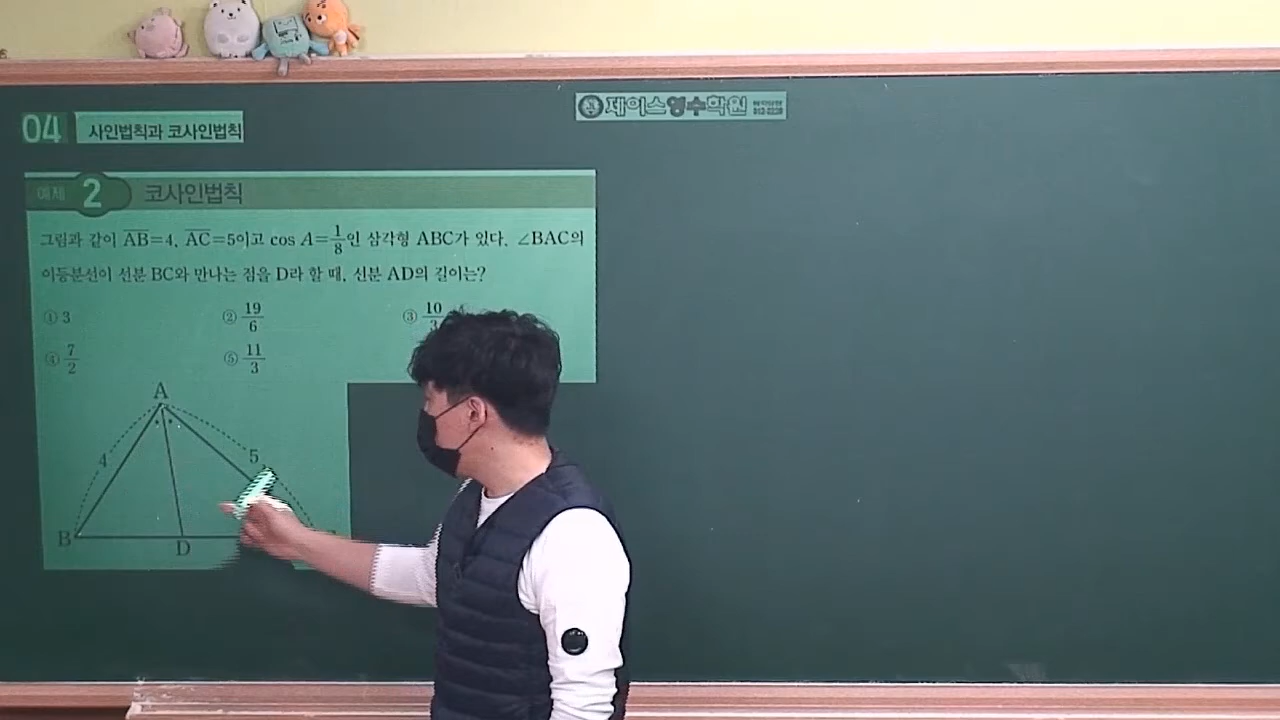 제이스영수학원
04 사인법칙과 코사인법칙
예제 2 코사인법칙
그림과 같이 AB=4, AC=5이고 cos A=1/8인 삼각형 ABC가 있다. ∠BAC의
이등분선이 선분 BC와 만나는 점을 D라 할 때, 선분 AD의 길이는?
① 3 ② 19/6 ③ 10/3
④ 7/2 ⑤ 11/3
A
4 5
B D